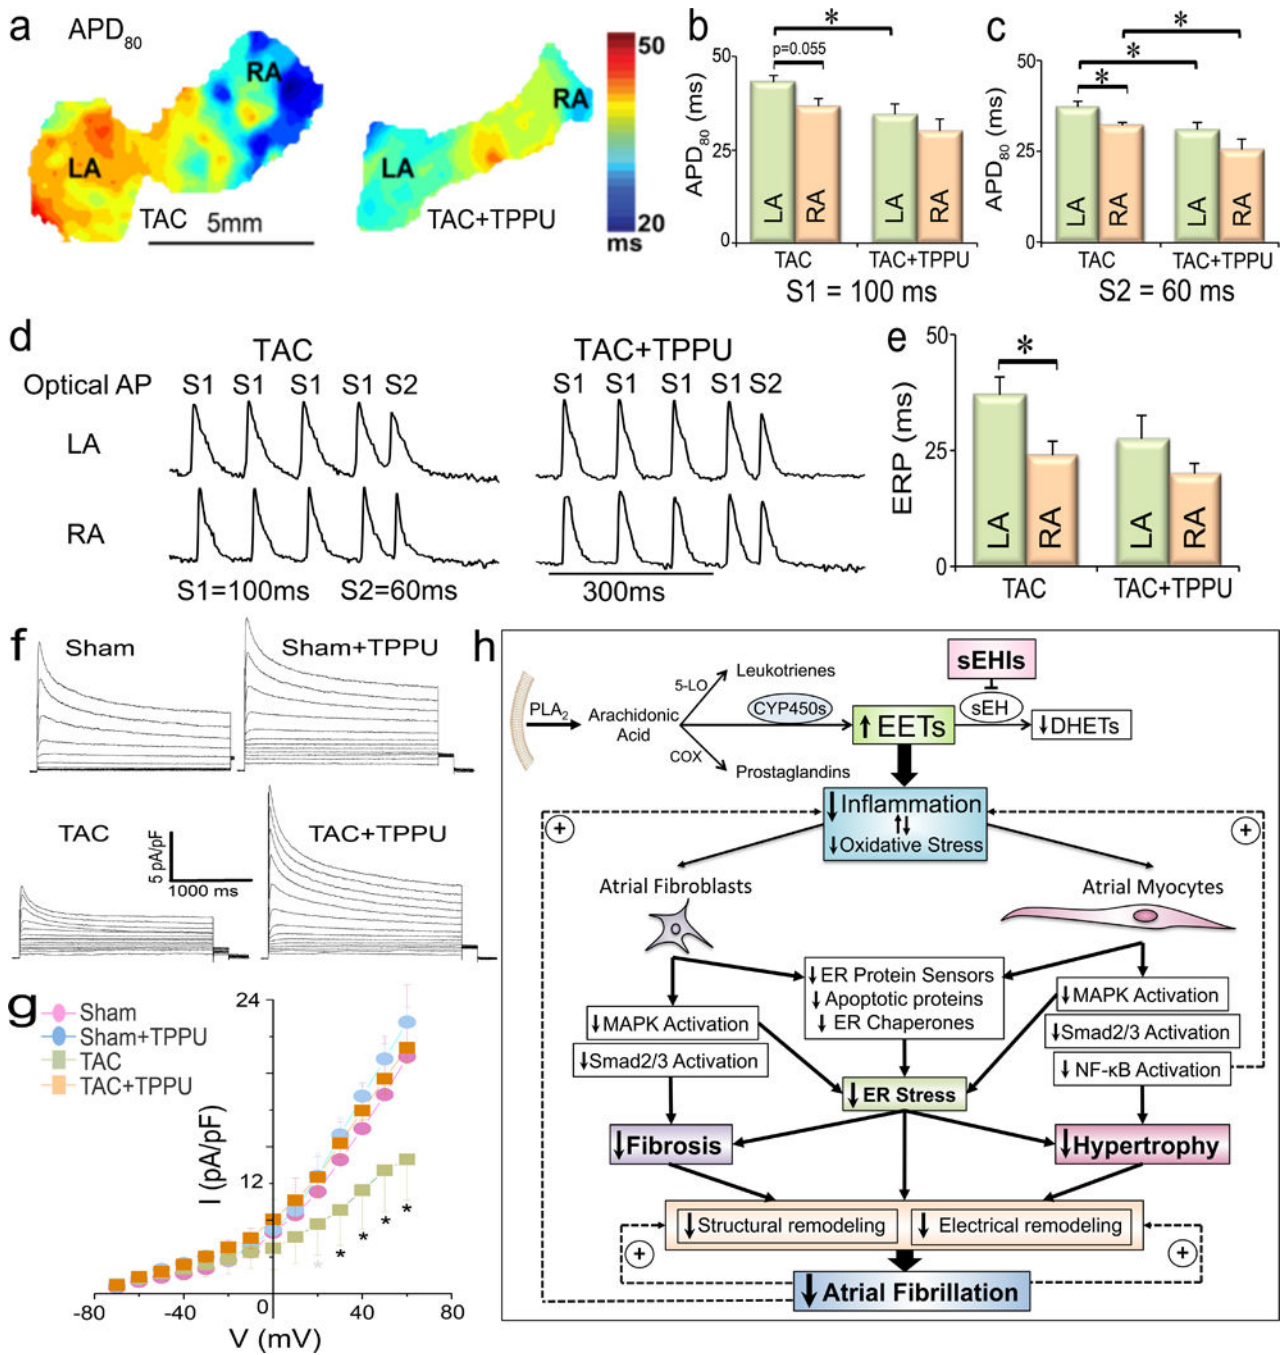 a
APD80
RA
LA
TAC
5mm
RA
LA
TAC+TPPU
50
20
ms
b
*
p=0.055
50
25
0
APD80 (ms)
LA
RA
LA
RA
TAC
TAC+TPPU
S1 = 100 ms
c
*
*
*
50
25
0
APD80 (ms)
LA
RA
LA
RA
TAC
TAC+TPPU
S2 = 60 ms
d
TAC
TAC+TPPU
Optical AP
S1 S1 S1 S1 S2
S1 S1 S1 S1 S2
LA
RA
S1=100ms S2=60ms
300ms
e
*
50
25
0
ERP (ms)
LA
RA
LA
RA
TAC
TAC+TPPU
f
Sham
Sham+TPPU
TAC
5 pA/pF
1000 ms
TAC+TPPU
g
Sham
Sham+TPPU
TAC
TAC+TPPU
24
12
I (pA/pF)
* * * * *
-80 -40 0 40 80
V (mV)
h
sEHIs
Leukotrienes
5-LO
PLA2
Arachidonic
Acid
CYP450s
↑EETs
sEH
↓DHETs
COX
Prostaglandins
↓Inflammation
↑↓
↓Oxidative Stress
+
+
Atrial Fibroblasts
Atrial Myocytes
↓ER Protein Sensors
↓Apoptotic proteins
↓ER Chaperones
↓MAPK Activation
↓Smad2/3 Activation
↓MAPK Activation
↓Smad2/3 Activation
↓NF-κB Activation
↓ER Stress
↓Fibrosis
↓Hypertrophy
↓Structural remodeling
↓Electrical remodeling
+
+
↓Atrial Fibrillation